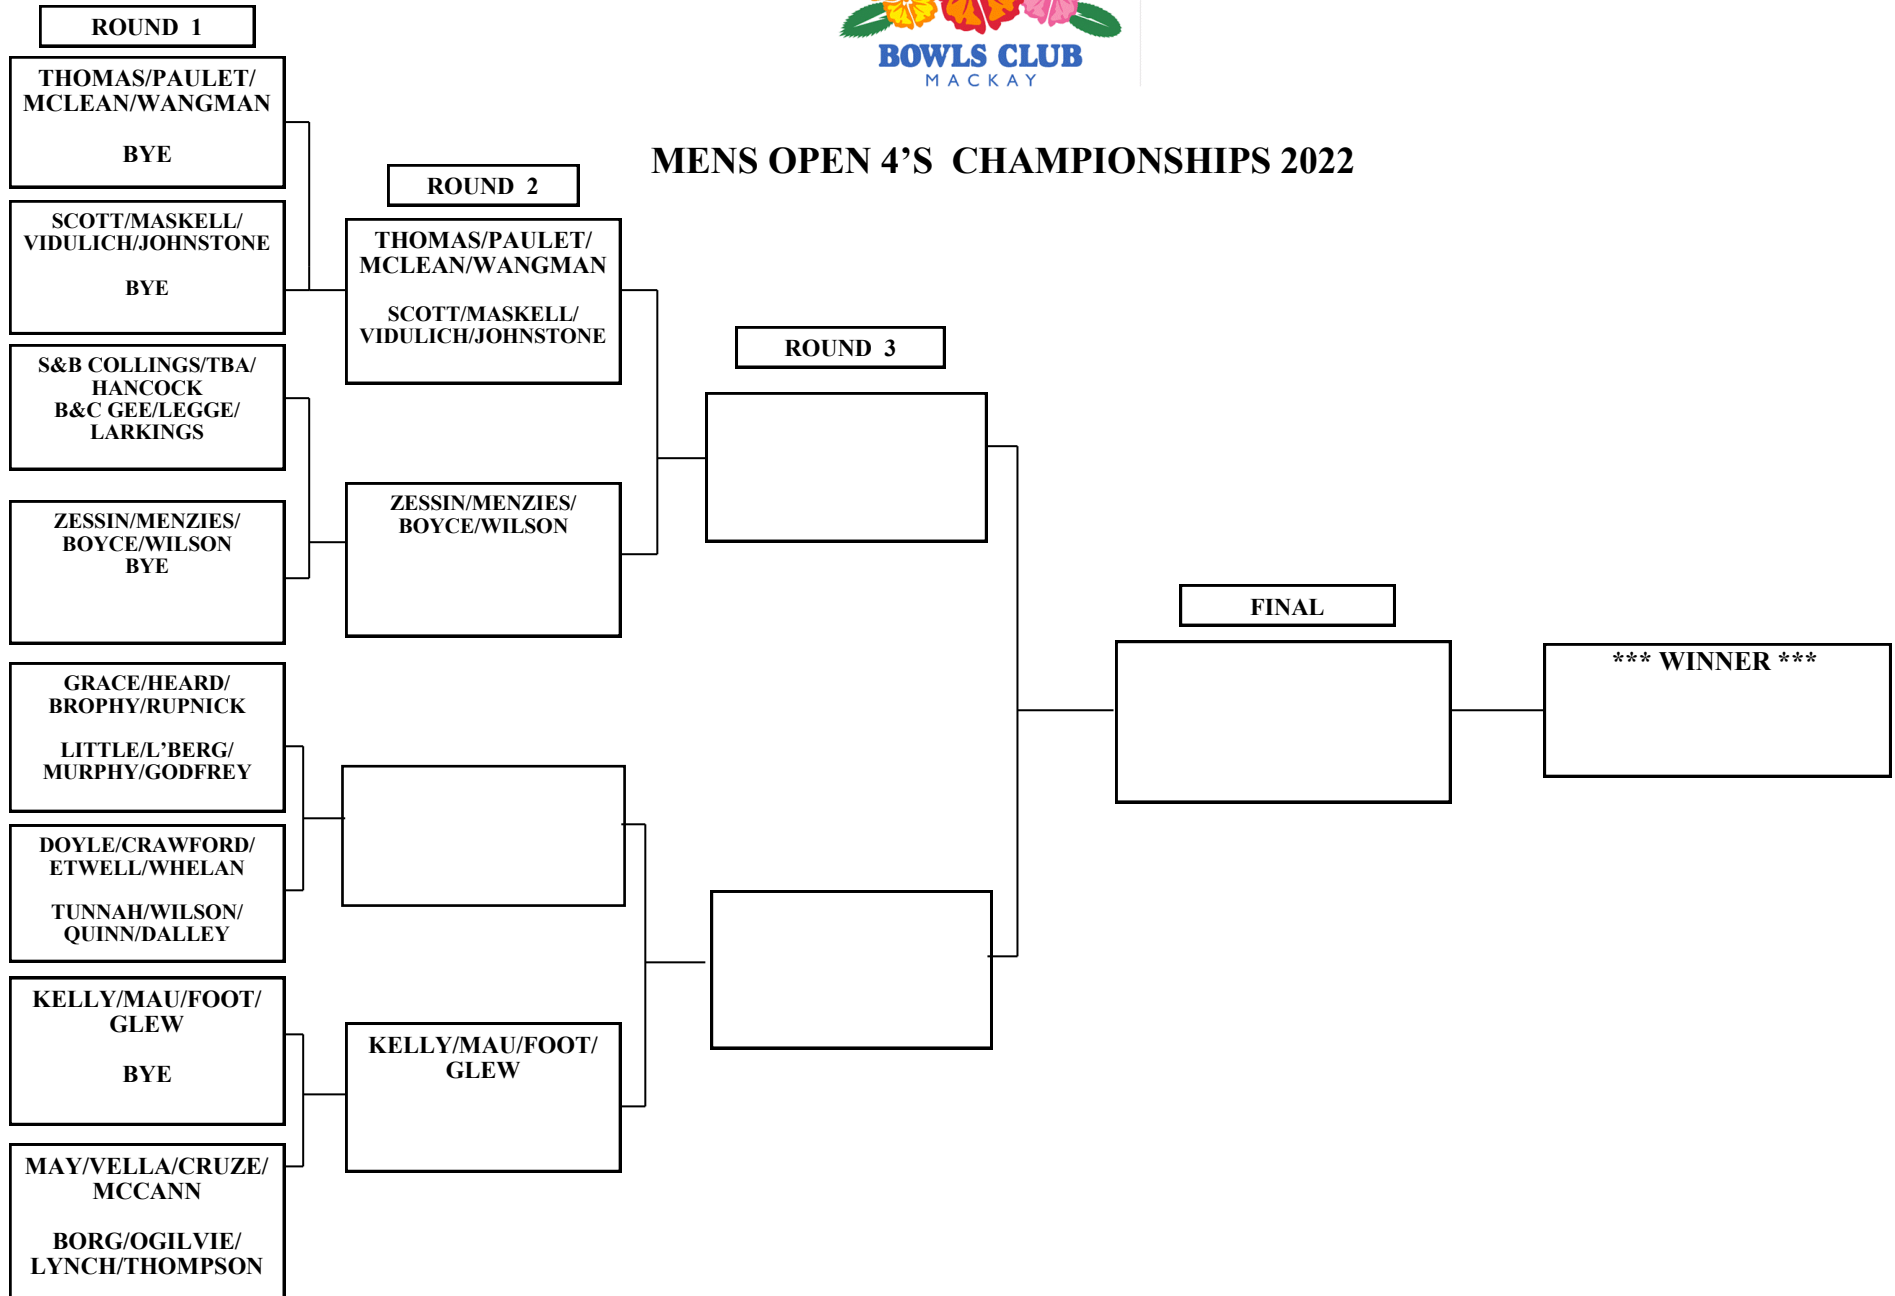 BOWLS CLUB
MACKAY
MENS OPEN 4’S CHAMPIONSHIPS 2022
ROUND 1
THOMAS/PAULET/
MCLEAN/WANGMAN
BYE
SCOTT/MASKELL/
VIDULICH/JOHNSTONE
BYE
S&B COLLINGS/TBA/
HANCOCK
B&C GEE/LEGGE/
LARKINGS
ZESSIN/MENZIES/
BOYCE/WILSON
BYE
GRACE/HEARD/
BROPHY/RUPNICK
LITTLE/L’BERG/
MURPHY/GODFREY
DOYLE/CRAWFORD/
ETWELL/WHELAN
TUNNAH/WILSON/
QUINN/DALLEY
KELLY/MAU/FOOT/
GLEW
BYE
MAY/VELLA/CRUZE/
MCCANN
BORG/OGILVIE/
LYNCH/THOMPSON
ROUND 2
THOMAS/PAULET/
MCLEAN/WANGMAN
SCOTT/MASKELL/
VIDULICH/JOHNSTONE
ZESSIN/MENZIES/
BOYCE/WILSON
KELLY/MAU/FOOT/
GLEW
ROUND 3
FINAL
*** WINNER ***